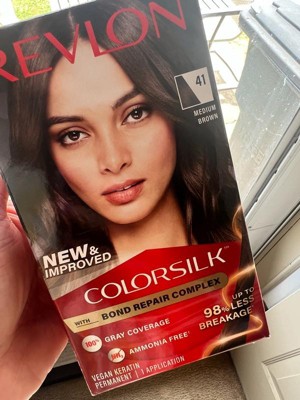 REVLON
41
MEDIUM
BROWN
NEW &
IMPROVED
COLORSILK™
WITH BOND REPAIR COMPLEX
100% GRAY COVERAGE
AMMONIA FREE
UP TO
98% LESS
BREAKAGE
VEGAN KERATIN
PERMANENT | 1 APPLICATION